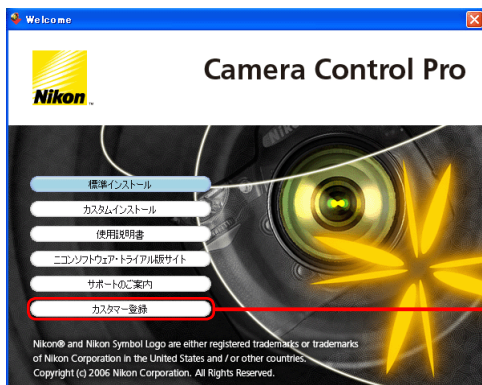 Welcome
Nikon
Camera Control Pro
標準インストール
カスタムインストール
使用説明書
ニコンソフトウェア・トライアル版サイト
サポートのご案内
カスタマー登録
Nikon® and Nikon Symbol Logo are either registered trademarks or trademarks
of Nikon Corporation in the United States and / or other countries.
Copyright (c) 2006 Nikon Corporation. All Rights Reserved.